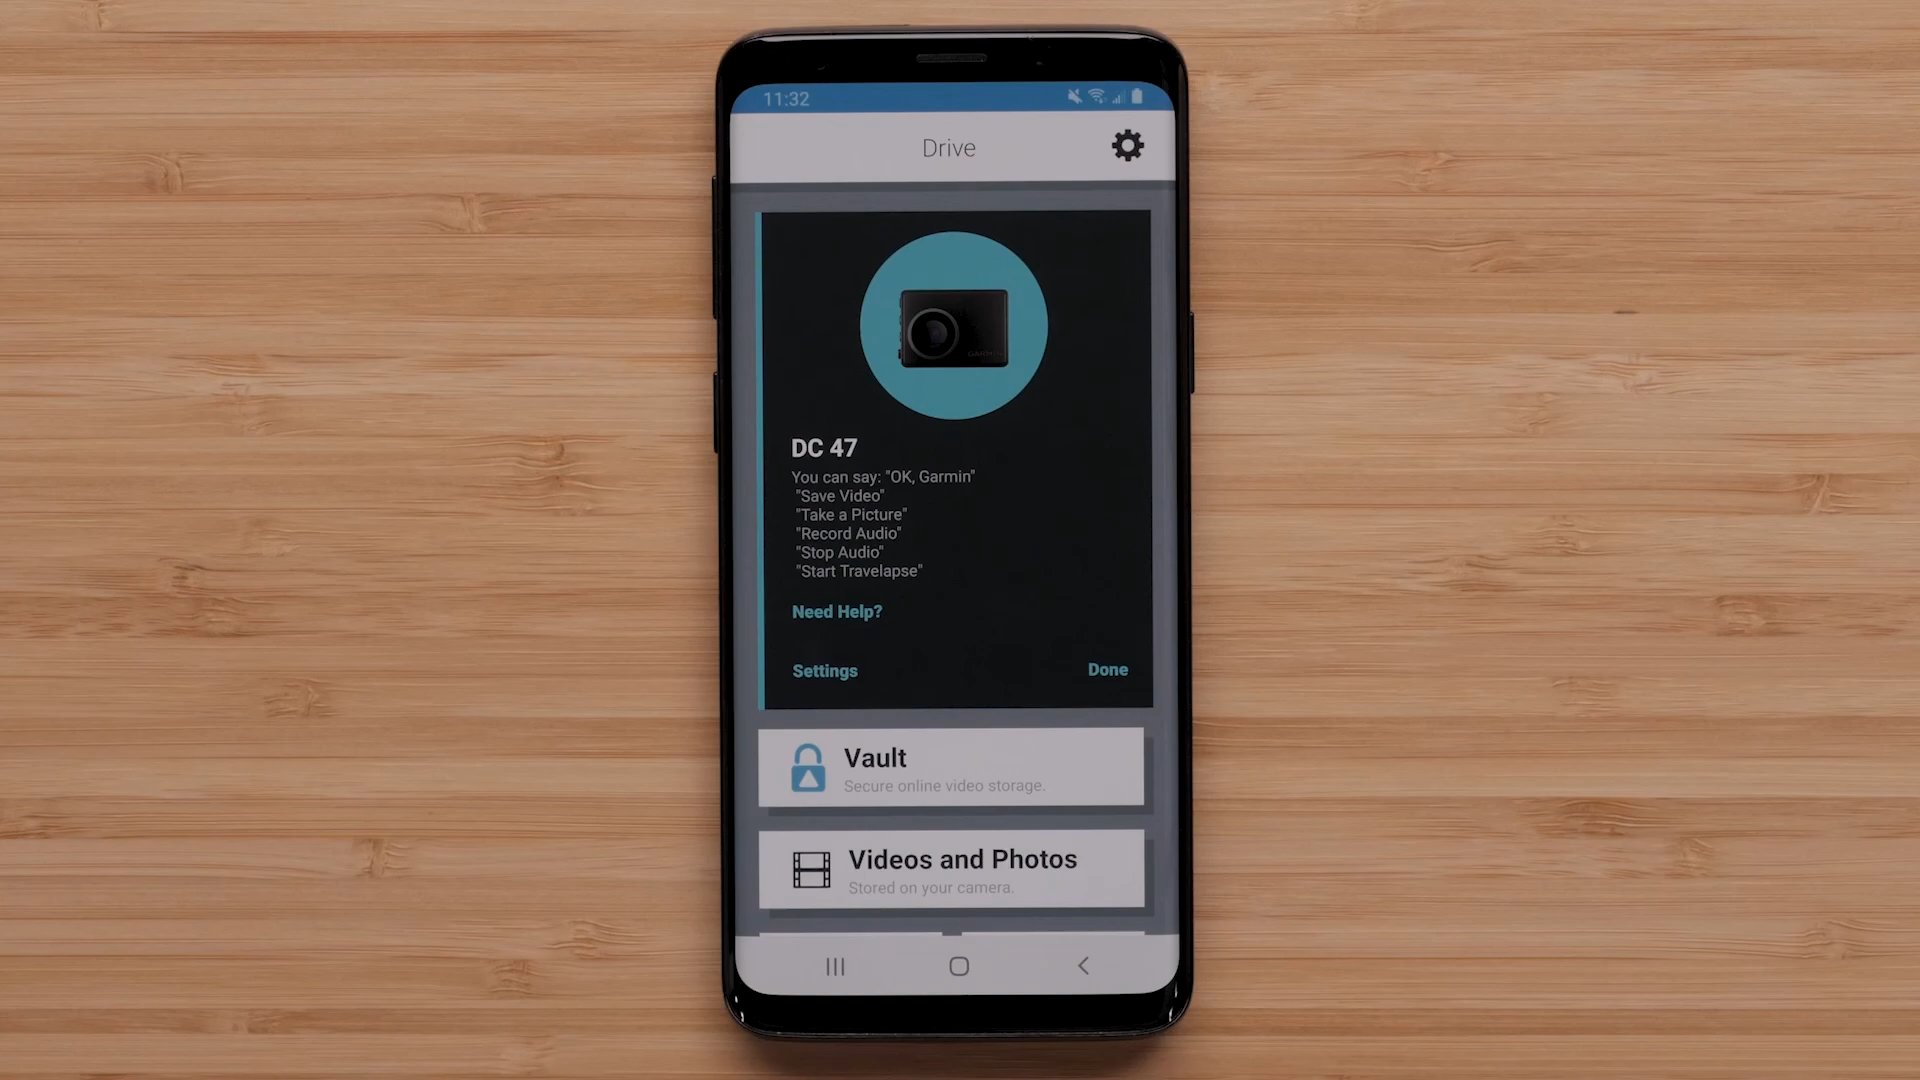 11:32
Drive
GARMIN
DC 47
You can say: "OK, Garmin"
"Save Video"
"Take a Picture"
"Record Audio"
"Stop Audio"
"Start Travelapse"
Need Help?
Settings
Done
Vault
Secure online video storage.
Videos and Photos
Stored on your camera.